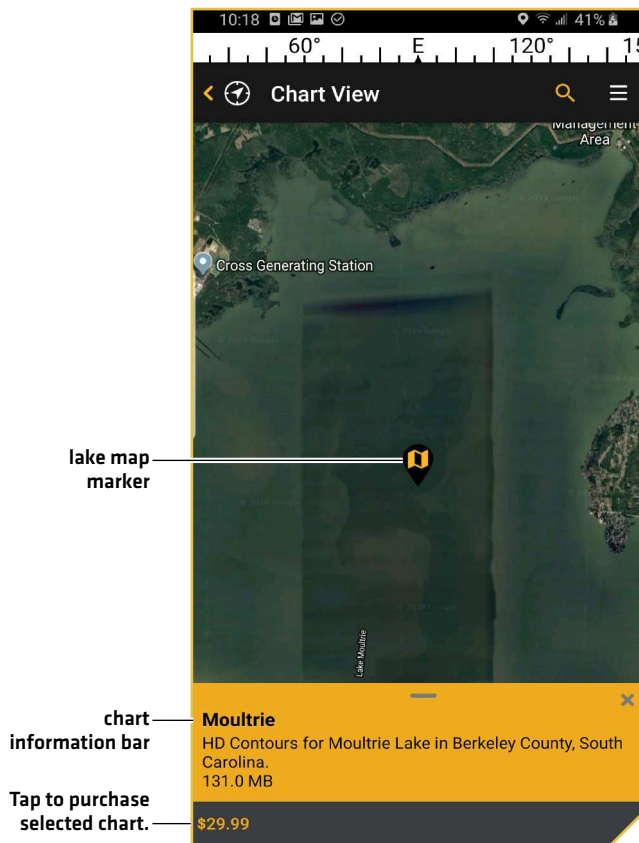 10:18
41%
60° E 120° 15
Chart View
Management
Area
Cross Generating Station
lake map
marker
Lake Moultrie
chart
information bar
Moultrie
HD Contours for Moultrie Lake in Berkeley County, South
Carolina.
131.0 MB
Tap to purchase
selected chart.
$29.99